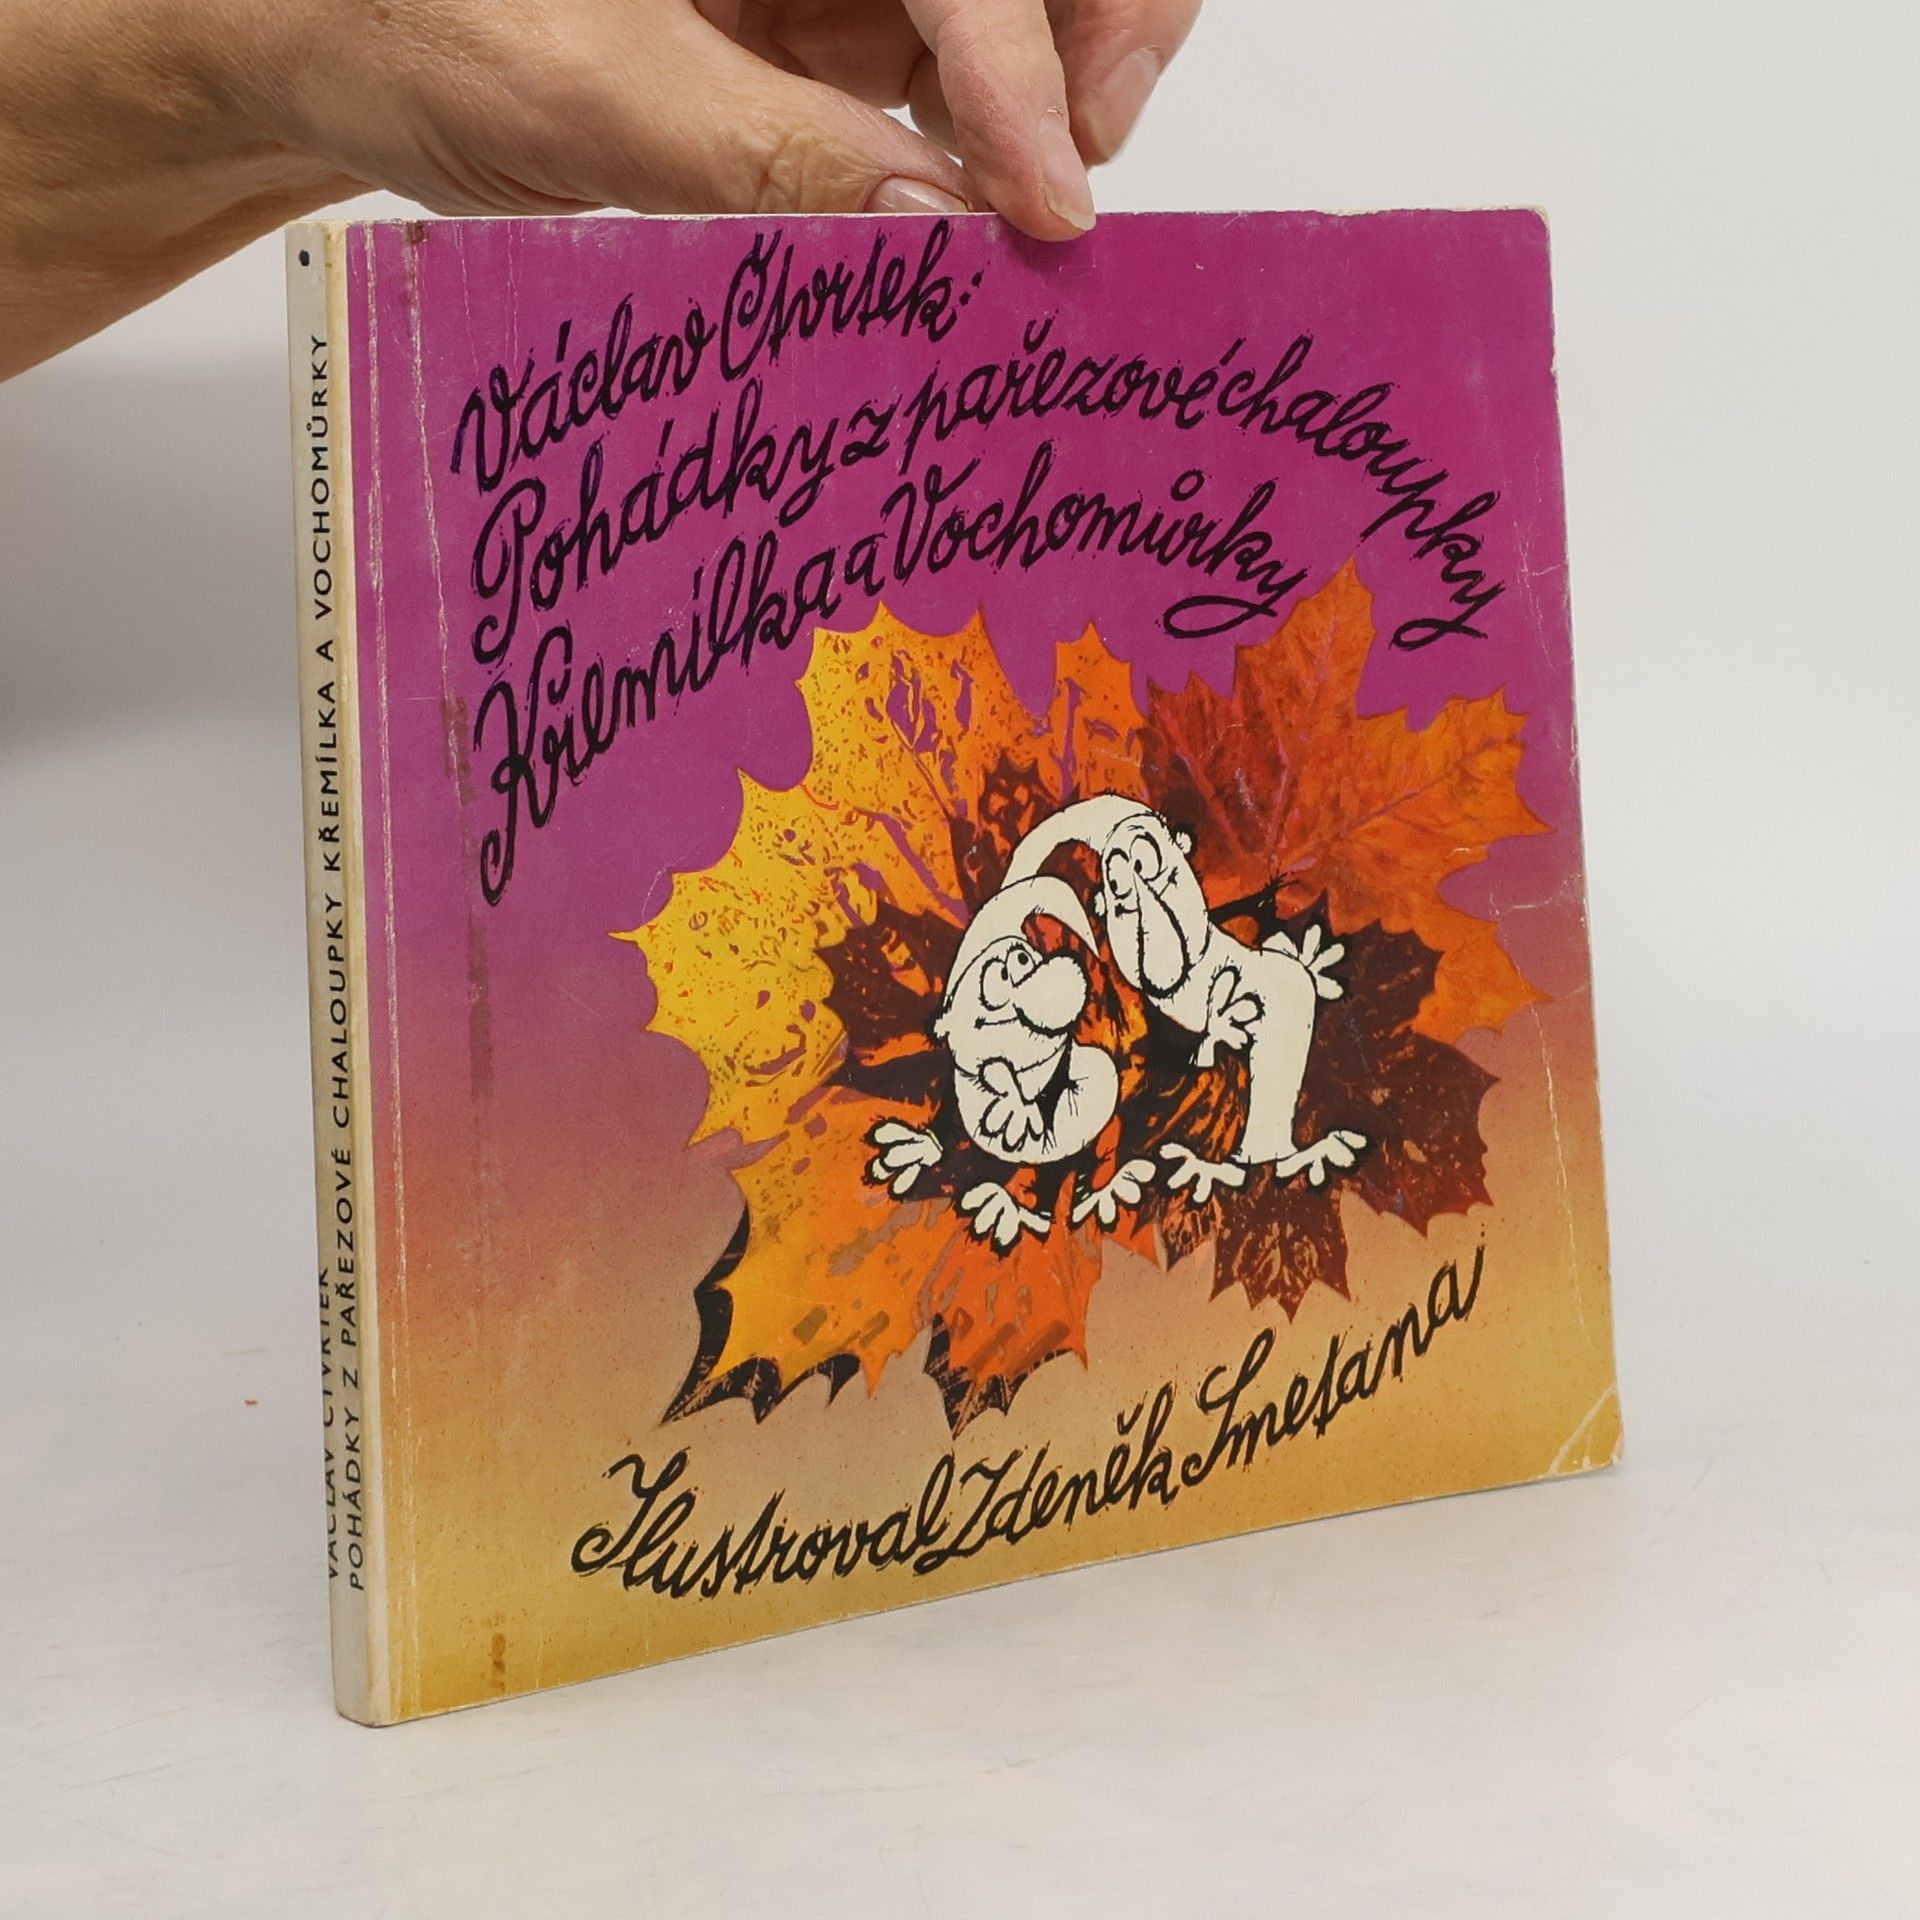 Václav Čtvrtek:
Pohádky z pařezové chaloupky
Křemílka a Vochomůrky
Ilustroval Zdeněk Smetana
VÁCLAV ČTVRTEK
POHÁDKY Z PAŘEZOVÉ CHALOUPKY KŘEMÍLKA A VOCHOMŮRKY